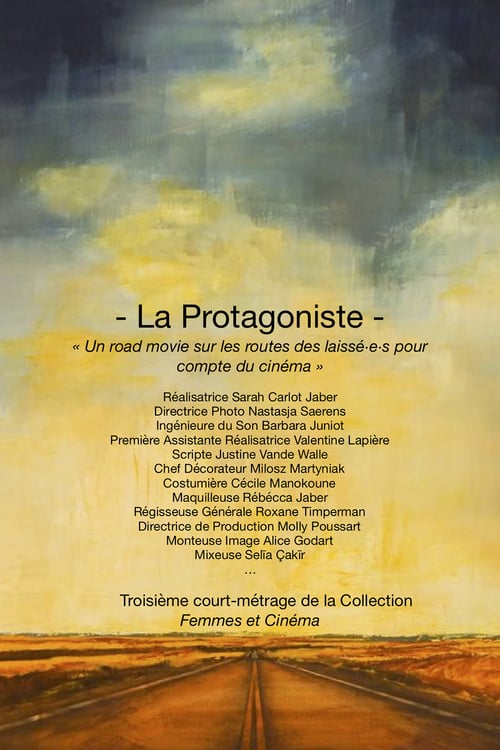 - La Protagoniste -
« Un road movie sur les routes des laissé·e·s pour
compte du cinéma »
Réalisatrice Sarah Carlot Jaber
Directrice Photo Nastasja Saerens
Ingénieure du Son Barbara Juniot
Première Assistante Réalisatrice Valentine Lapière
Scripte Justine Vande Walle
Chef Décorateur Milosz Martyniak
Costumière Cécile Manokoune
Maquilleuse Rébécca Jaber
Régisseuse Générale Roxane Timperman
Directrice de Production Molly Poussart
Monteuse Image Alice Godart
Mixeuse Selïa Çakïr
...
Troisième court-métrage de la Collection
Femmes et Cinéma